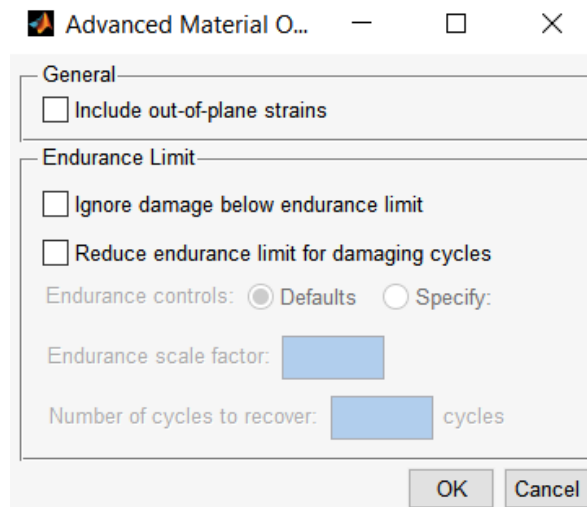 Advanced Material O...
General
Include out-of-plane strains
Endurance Limit
Ignore damage below endurance limit
Reduce endurance limit for damaging cycles
Endurance controls: Defaults Specify:
Endurance scale factor:
Number of cycles to recover: cycles
OK Cancel